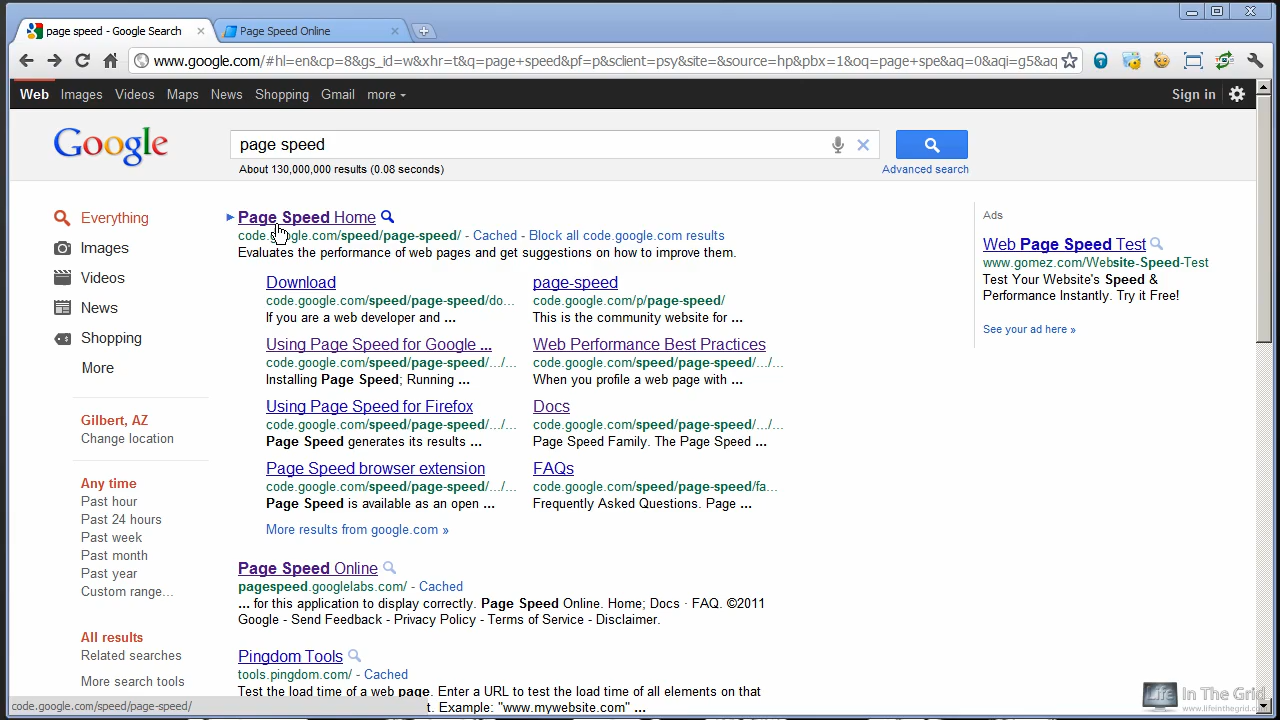 page speed - Google Search
Page Speed Online
www.google.com/#hl=en&cp=8&gs_id=w&xhr=t&q=page+speed&pf=p&sclient=psy&site=&source=hp&pbx=1&oq=page+spe&aq=0&aqi=g5&aq
Web Images Videos Maps News Shopping Gmail more
Sign in
Google
page speed
About 130,000,000 results (0.08 seconds)
Advanced search
Everything
Images
Videos
News
Shopping
More
Gilbert, AZ
Change location
Any time
Past hour
Past 24 hours
Past week
Past month
Past year
Custom range...
All results
Related searches
More search tools
Page Speed Home
code.google.com/speed/page-speed/ - Cached - Block all code.google.com results
Evaluates the performance of web pages and get suggestions on how to improve them.
Download
code.google.com/speed/page-speed/do...
If you are a web developer and ...
page-speed
code.google.com/p/page-speed/
This is the community website for ...
Using Page Speed for Google ...
code.google.com/speed/page-speed/.../...
Installing Page Speed; Running ...
Web Performance Best Practices
code.google.com/speed/page-speed/.../...
When you profile a web page with ...
Using Page Speed for Firefox
code.google.com/speed/page-speed/.../...
Page Speed generates its results ...
Docs
code.google.com/speed/page-speed/.../...
Page Speed Family. The Page Speed ...
Page Speed browser extension
code.google.com/speed/page-speed/.../...
Page Speed is available as an open ...
FAQs
code.google.com/speed/page-speed/fa...
Frequently Asked Questions. Page ...
More results from google.com »
Page Speed Online
pagespeed.googlelabs.com/ - Cached
... for this application to display correctly. Page Speed Online. Home; Docs · FAQ. ©2011
Google - Send Feedback - Privacy Policy - Terms of Service - Disclaimer.
Pingdom Tools
tools.pingdom.com/ - Cached
Test the load time of a web page. Enter a URL to test the load time of all elements on that
t. Example: "www.mywebsite.com" ...
Ads
Web Page Speed Test
www.gomez.com/Website-Speed-Test
Test Your Website's Speed &
Performance Instantly. Try it Free!
See your ad here »
code.google.com/speed/page-speed/
Life In The Grid
www.lifeinthegrid.com